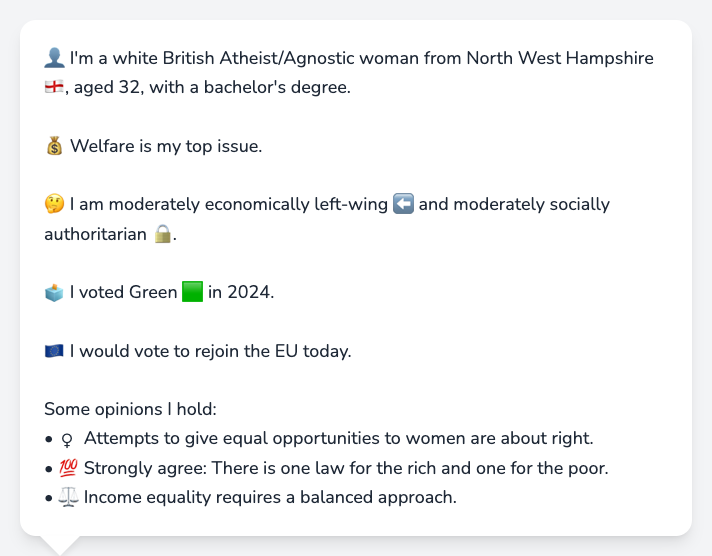 👤 I'm a white British Atheist/Agnostic woman from North West Hampshire
🏴󠁧󠁢󠁥󠁮󠁧󠁿, aged 32, with a bachelor's degree.
💰 Welfare is my top issue.
🤔 I am moderately economically left-wing ⬅️ and moderately socially
authoritarian 🔒.
🗳️ I voted Green 🟩 in 2024.
🇪🇺 I would vote to rejoin the EU today.
Some opinions I hold:
• ♀ Attempts to give equal opportunities to women are about right.
• 💯 Strongly agree: There is one law for the rich and one for the poor.
• ⚖️ Income equality requires a balanced approach.